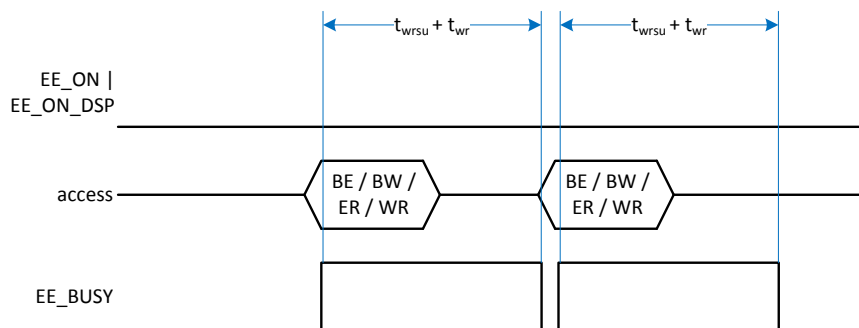 t_wrsu + t_wr t_wrsu + t_wr
EE_ON |
EE_ON_DSP
access
BE / BW / BE / BW /
ER / WR ER / WR
EE_BUSY